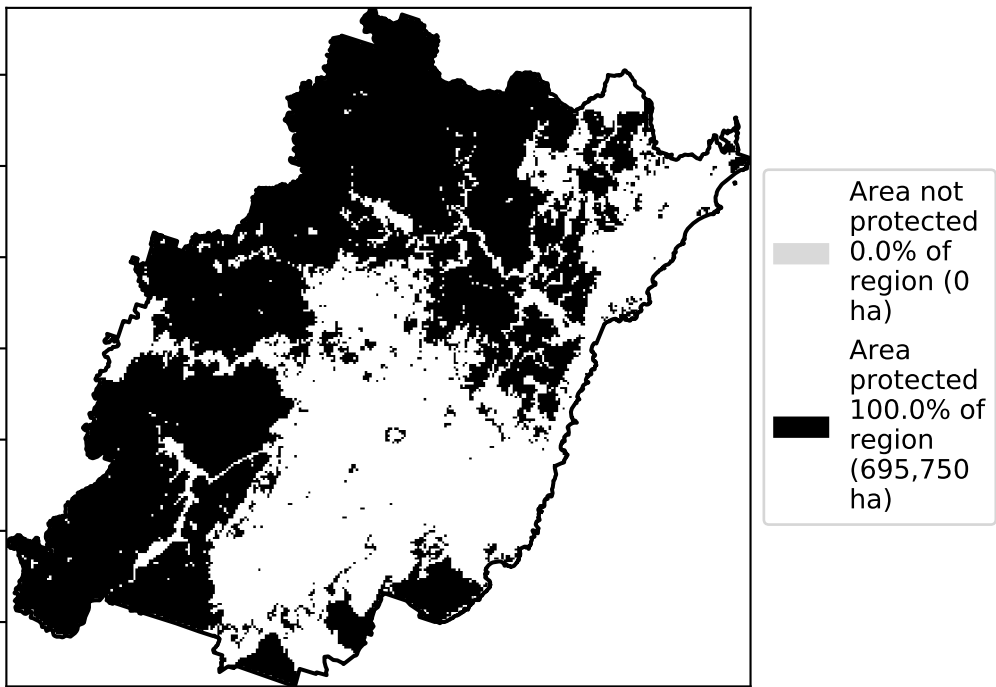 Area not
protected
0.0% of
region (0
ha)
Area
protected
100.0% of
region
(695,750
ha)